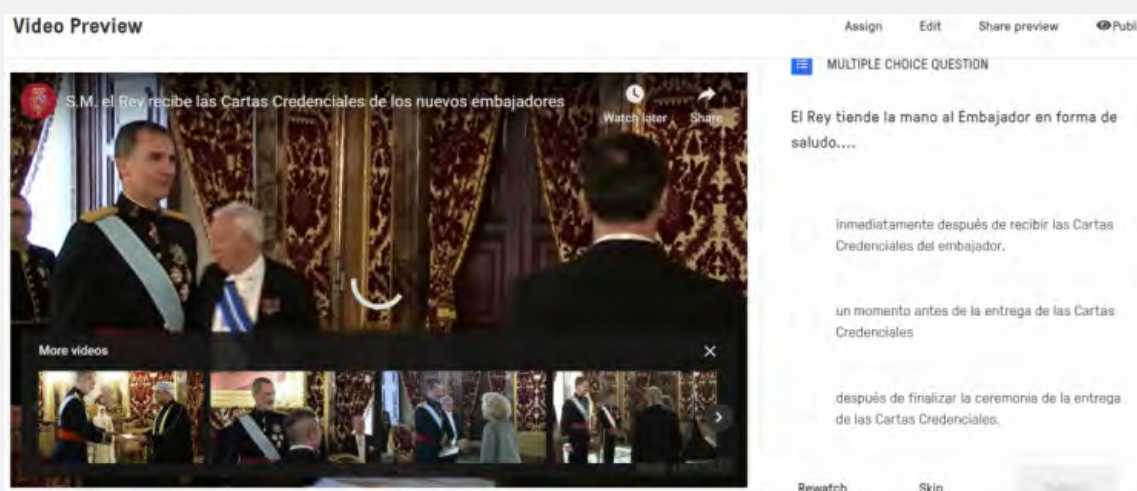 Video Preview
Assign Edit Share preview Publi
MULTIPLE CHOICE QUESTION
S.M. el Rey recibe las Cartas Credenciales de los nuevos embajadores
Watch later Share
El Rey tiende la mano al Embajador en forma de
saludo....
inmediatamente después de recibir las Cartas
Credenciales del embajador.
un momento antes de la entrega de las Cartas
Credenciales
después de finalizar la ceremonia de la entrega
de las Cartas Credenciales.
More videos
Rewatch Skip